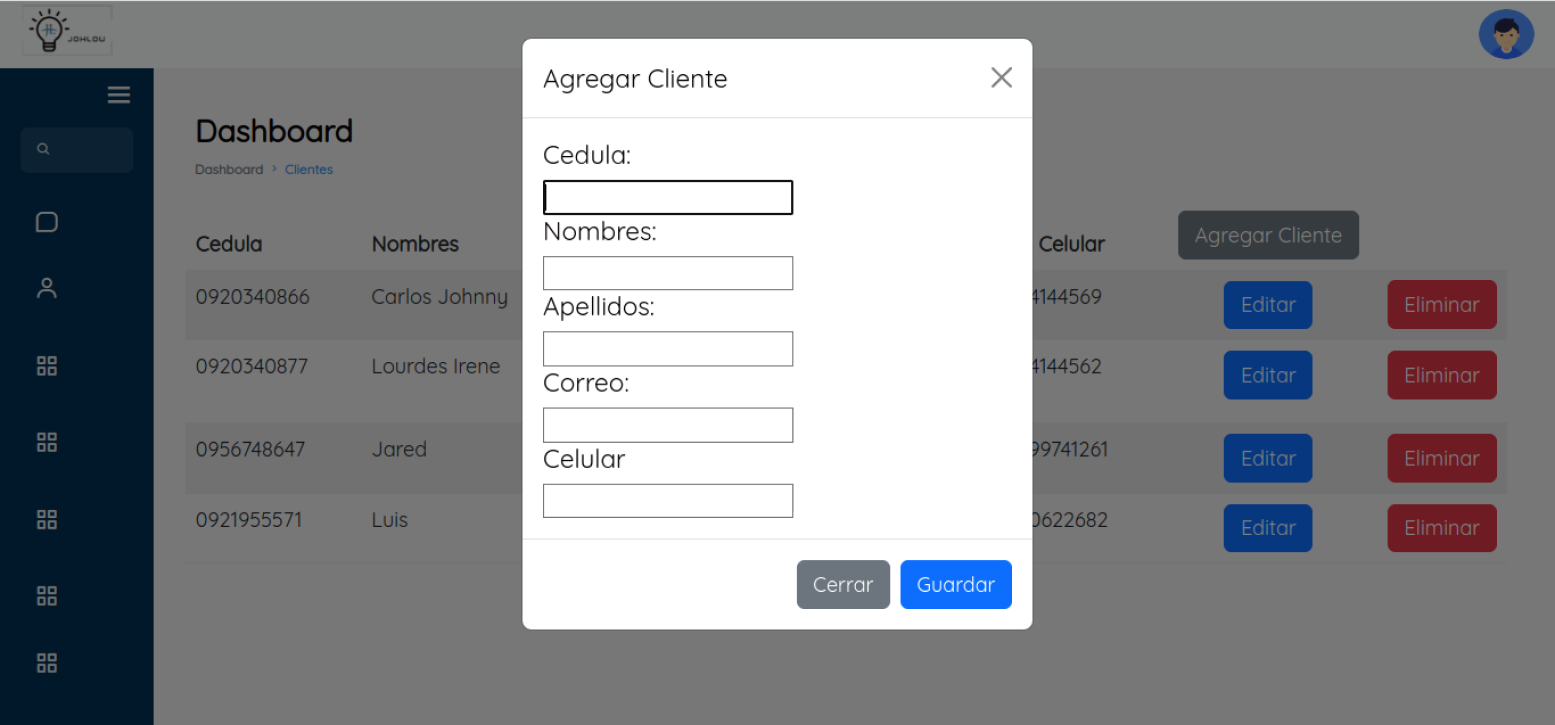 JOHLOU
Agregar Cliente
Dashboard
Cedula:
Dashboard > Clientes
Nombres:
Cedula Nombres Celular Agregar Cliente
0920340866 Carlos Johnny 4144569 Editar Eliminar
Apellidos:
0920340877 Lourdes Irene 4144562 Editar Eliminar
Correo:
0956748647 Jared 99741261 Editar Eliminar
Celular
0921955571 Luis 0622682 Editar Eliminar
Cerrar Guardar